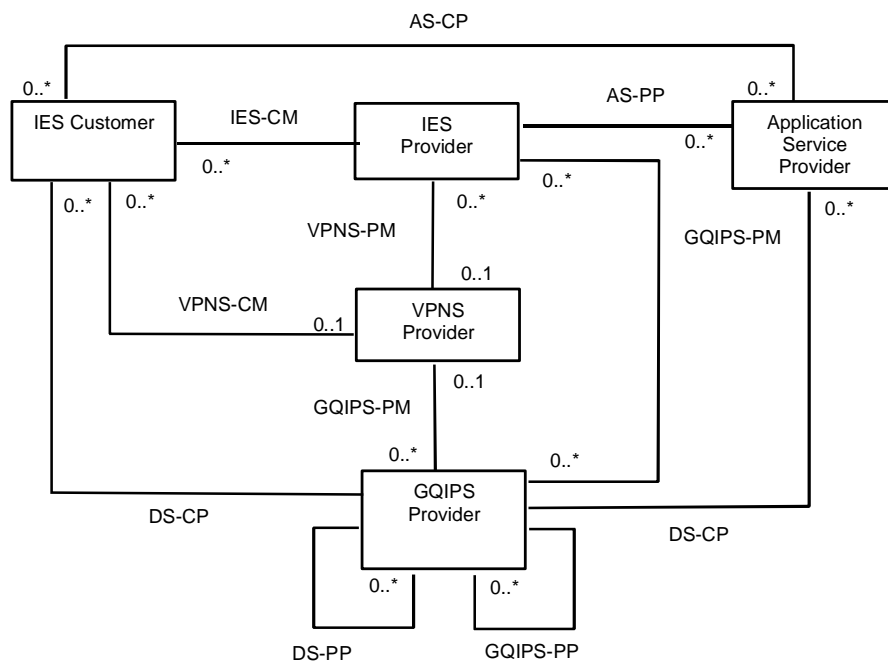 AS-CP
0..*
0..*
IES Customer
IES-CM
IES
Provider
AS-PP
Application
Service
Provider
0..*
0..*
0..*
0..*
0..*
0..*
0..*
VPNS-PM
GQIPS-PM
0..1
VPNS-CM
0..1
VPNS
Provider
0..1
GQIPS-PM
0..*
0..*
GQIPS
Provider
DS-CP
DS-CP
0..*
0..*
DS-PP
GQIPS-PP